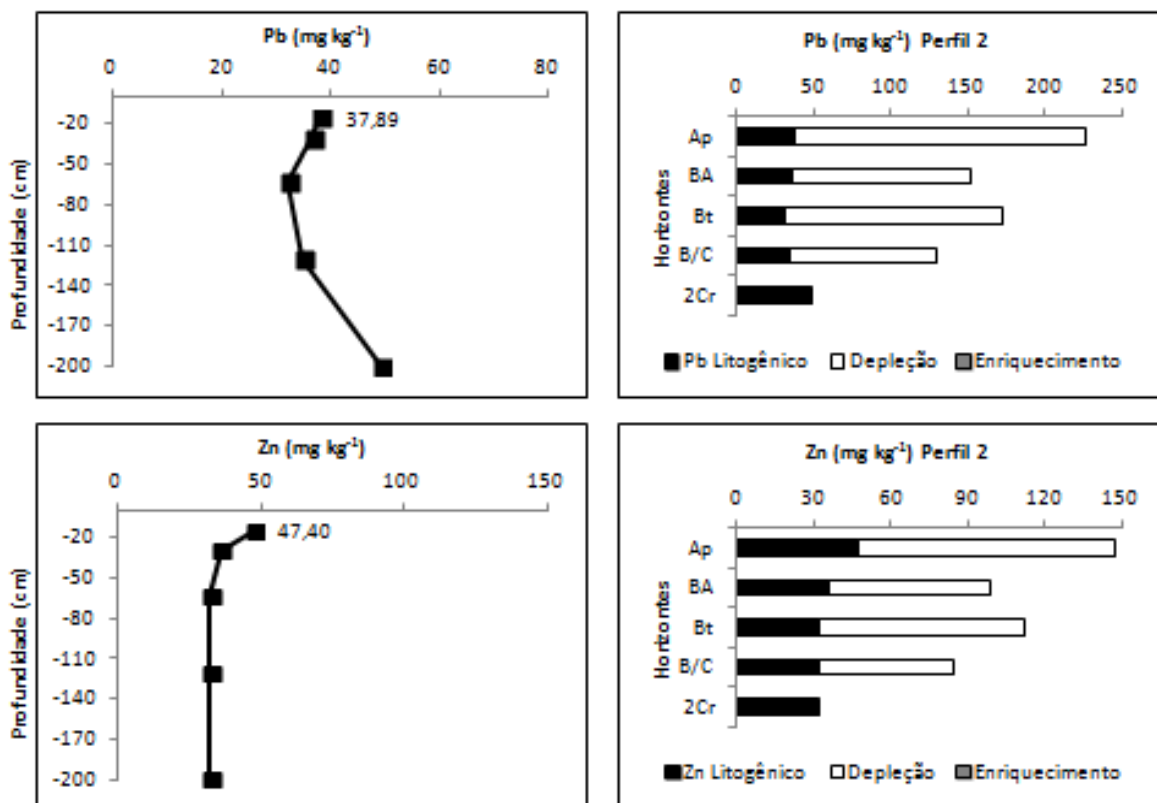 Pb (mg kg⁻¹)
0 20 40 60 80
-20
-50
-80
-110
-140
-170
-200
Profundidade (cm)
37,89
Pb (mg kg⁻¹) Perfil 2
0 50 100 150 200 250
Horizontes
Ap
BA
Bt
B/C
2Cr
Pb Litogênico Depleção Enriquecimento
Zn (mg kg⁻¹)
0 50 100 150
-20
-50
-80
-110
-140
-170
-200
Profundidade (cm)
47,40
Zn (mg kg⁻¹) Perfil 2
0 30 60 90 120 150
Horizontes
Ap
BA
Bt
B/C
2Cr
Zn Litogênico Depleção Enriquecimento